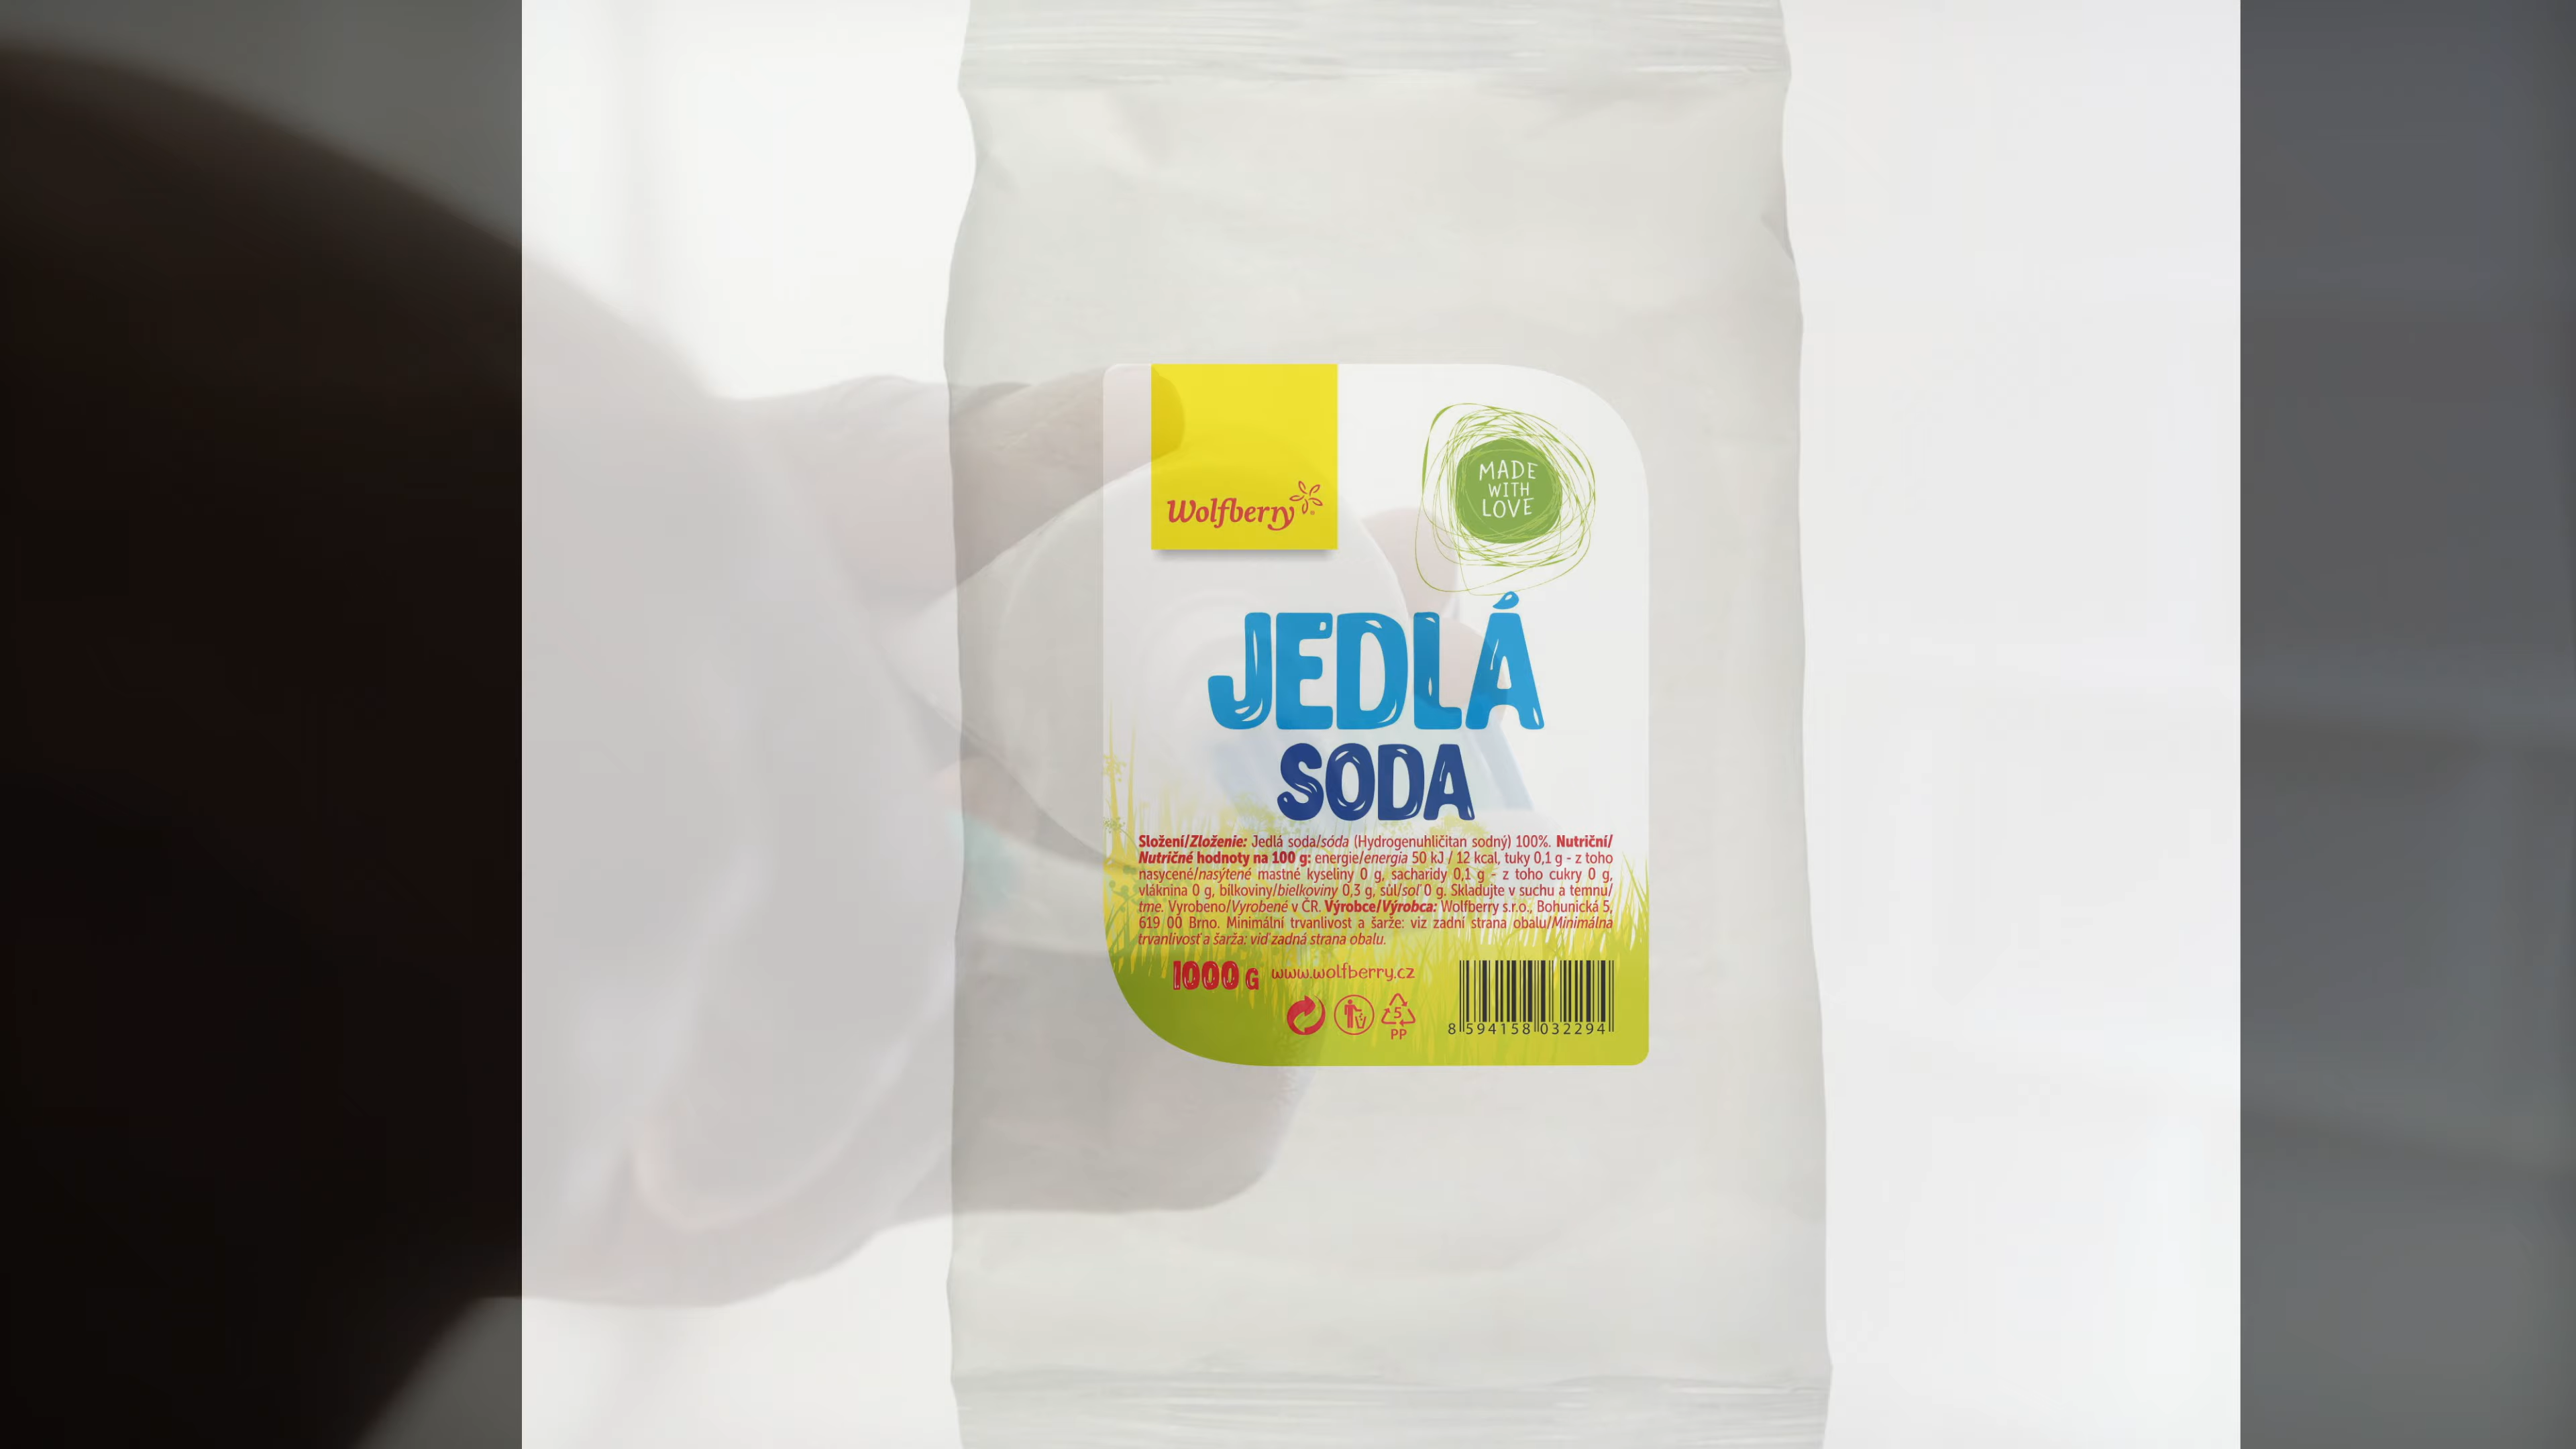 Wolfberry
MADE
WITH
LOVE
JEDLÁ
SODA
Složení/Zloženie: Jedlá soda/sóda (Hydrogenuhličitan sodný) 100%. Nutriční/
Nutričné hodnoty na 100 g: energie/energia 50 kJ / 12 kcal, tuky 0,1 g - z toho
nasycené/nasýtené mastné kyseliny 0 g, sacharidy 0,1 g - z toho cukry 0 g,
vláknina 0 g, bílkoviny/bielkoviny 0,3 g, sůl/soľ 0 g. Skladujte v suchu a temnu/
tme. Vyrobeno/Vyrobené v ČR. Výrobce/Výrobca: Wolfberry s.r.o., Bohunická 5,
619 00 Brno. Minimální trvanlivost a šarže: viz zadní strana obalu/Minimálna
trvanlivosť a šarža: viď zadná strana obalu.
1000 G www.wolfberry.cz
5
PP
8 594158 032294